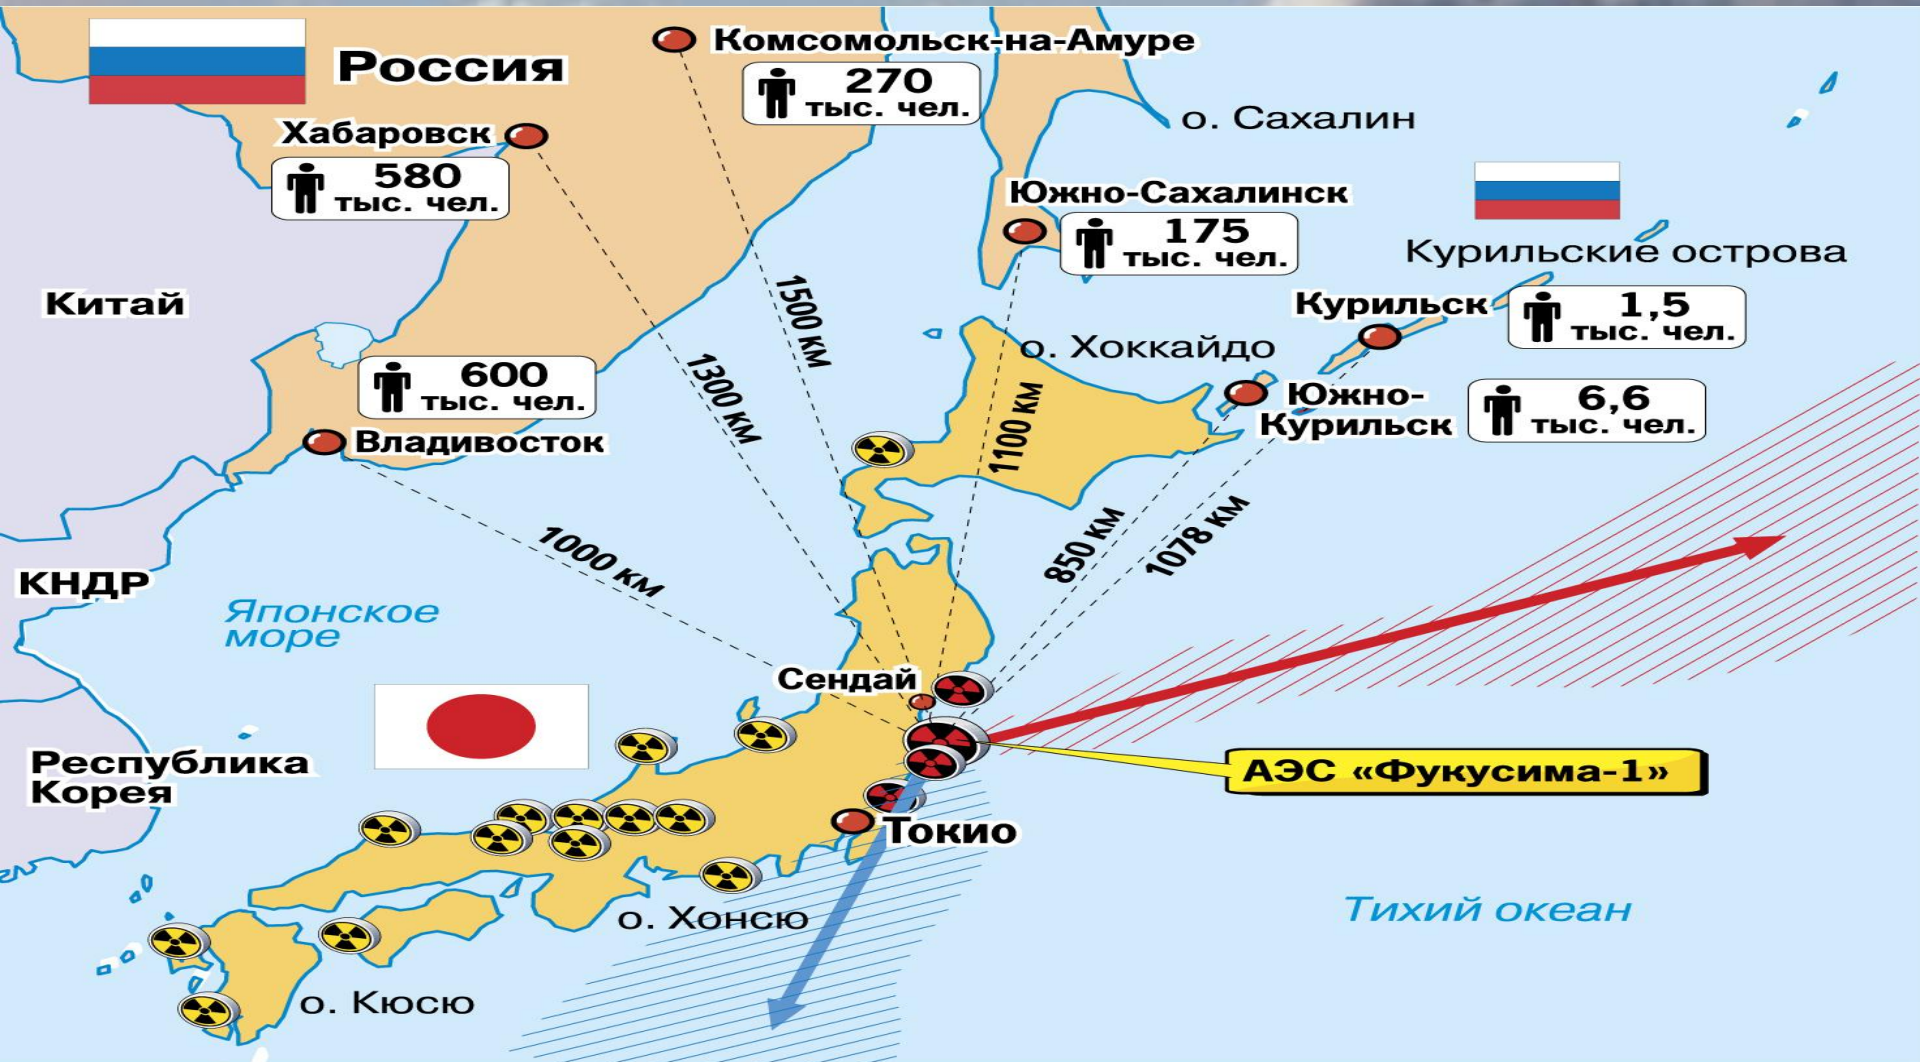 Россия
Комсомольск-на-Амуре
270
тыс. чел.
о. Сахалин
Хабаровск
580
тыс. чел.
Южно-Сахалинск
175
тыс. чел.
Курильские острова
Китай
Курильск
1,5
тыс. чел.
1500 км
1300 км
о. Хоккайдо
600
тыс. чел.
Владивосток
1100 км
Южно-
Курильск
6,6
тыс. чел.
1000 км
850 км
1078 км
КНДР
Японское
море
Сендай
Республика
Корея
АЭС «Фукусима-1»
Токио
о. Хонсю
Тихий океан
о. Кюсю